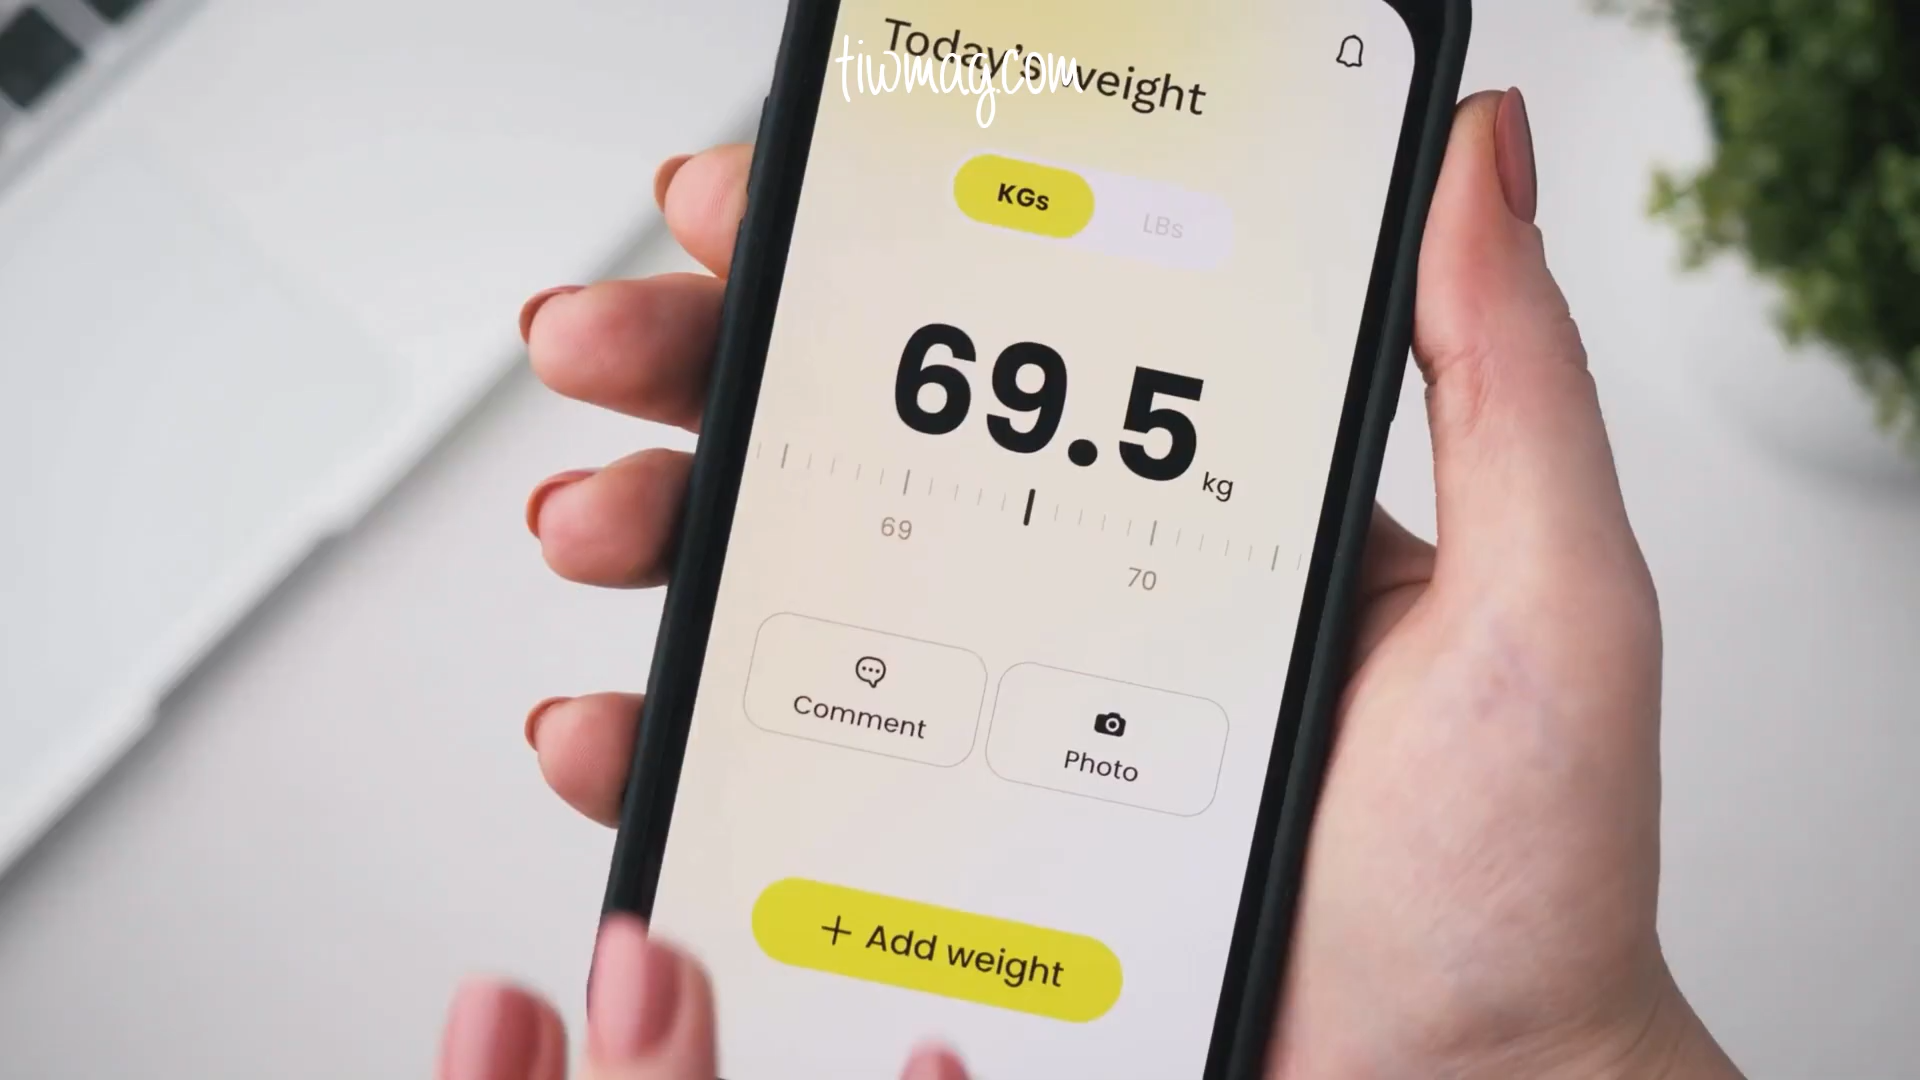 Today's weight
tiwmag.com
KGs LBs
69.5 kg
69 70
Comment
Photo
+ Add weight